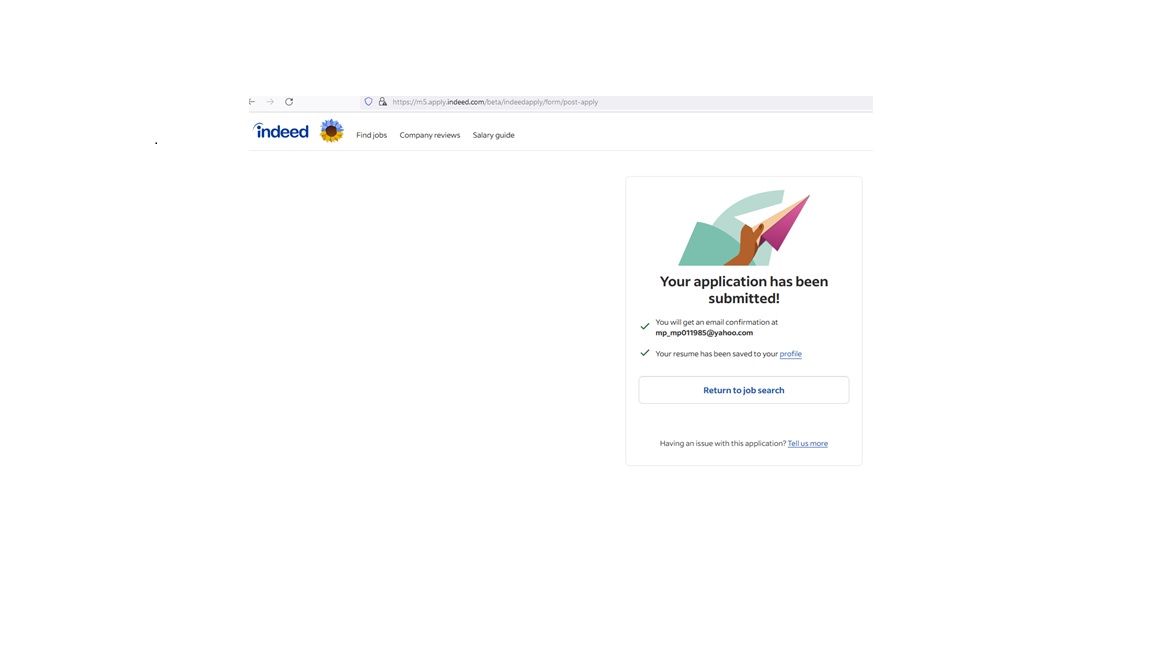 https://m5.apply.indeed.com/beta/indeedapply/form/post-apply
indeed
Find jobs Company reviews Salary guide
Your application has been
submitted!
You will get an email confirmation at
mp_mp011985@yahoo.com
Your resume has been saved to your profile
Return to job search
Having an issue with this application? Tell us more